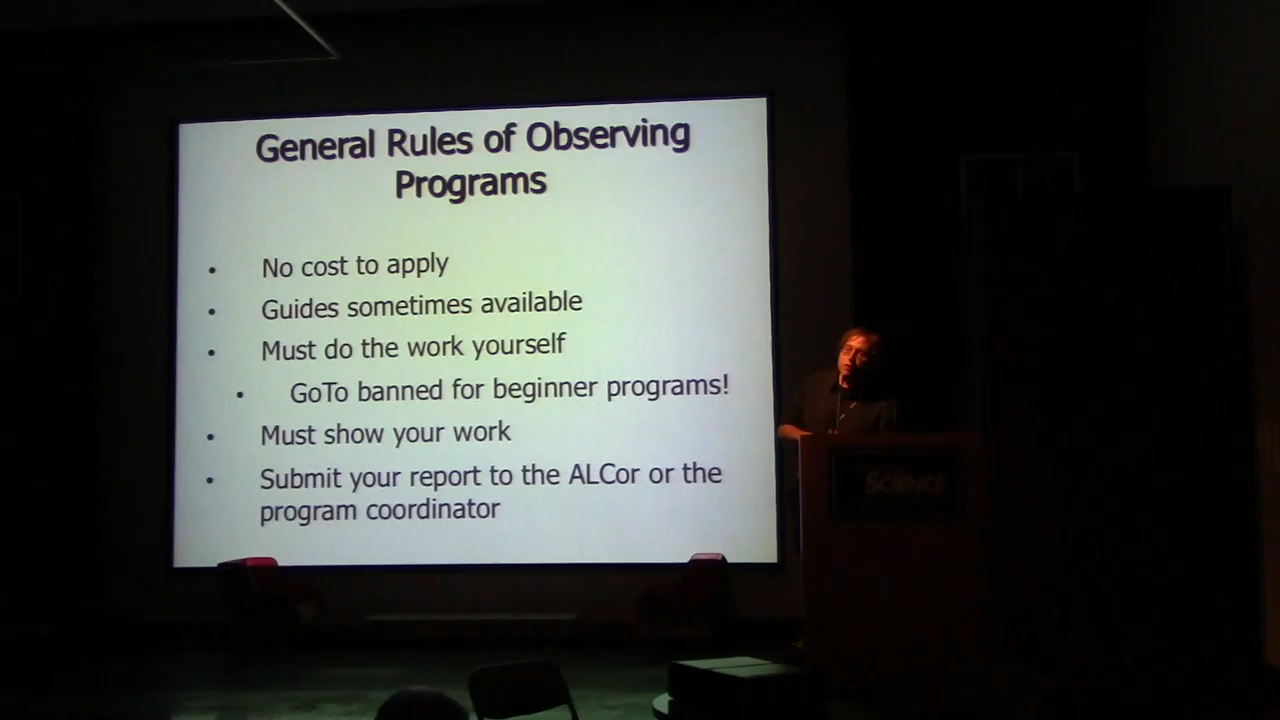 General Rules of Observing
Programs
• No cost to apply
• Guides sometimes available
• Must do the work yourself
• GoTo banned for beginner programs!
• Must show your work
• Submit your report to the ALCor or the
program coordinator
SCIENCE